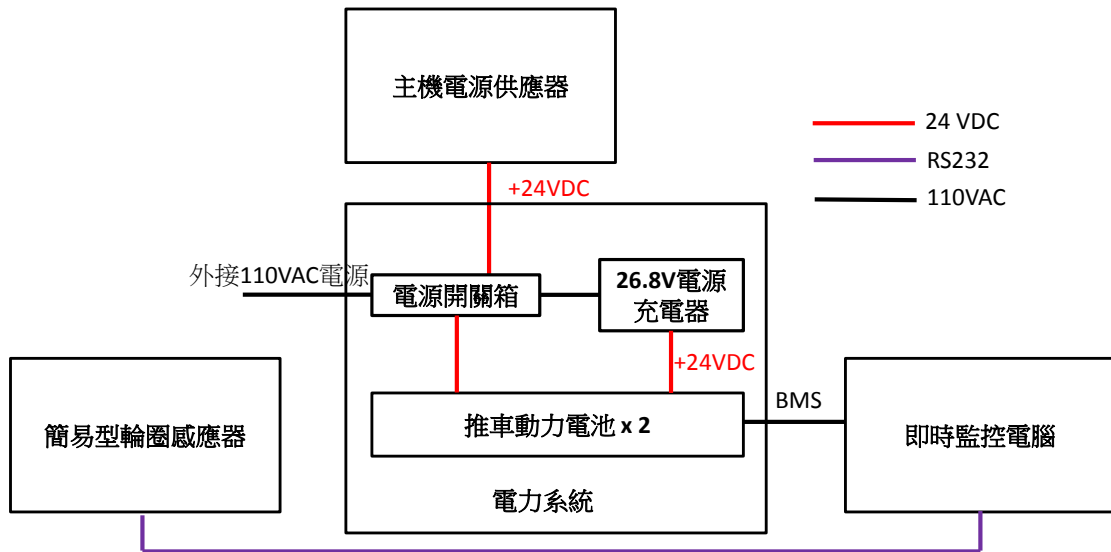 主機電源供應器
24 VDC
RS232
110VAC
+24VDC
外接110VAC電源
電源開關箱
26.8V電源
充電器
+24VDC
簡易型輪圈感應器
推車動力電池 x 2
BMS
即時監控電腦
電力系統